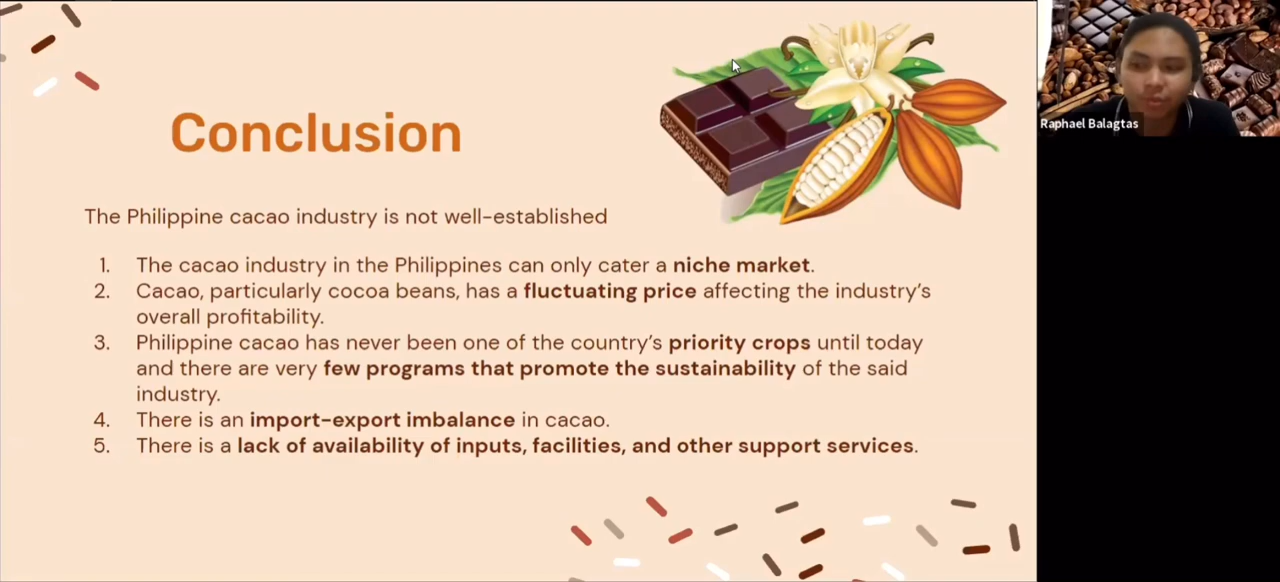 Conclusion
The Philippine cacao industry is not well-established
1. The cacao industry in the Philippines can only cater a niche market.
2. Cacao, particularly cocoa beans, has a fluctuating price affecting the industry's
overall profitability.
3. Philippine cacao has never been one of the country's priority crops until today
and there are very few programs that promote the sustainability of the said
industry.
4. There is an import-export imbalance in cacao.
5. There is a lack of availability of inputs, facilities, and other support services.
Raphael Balagtas